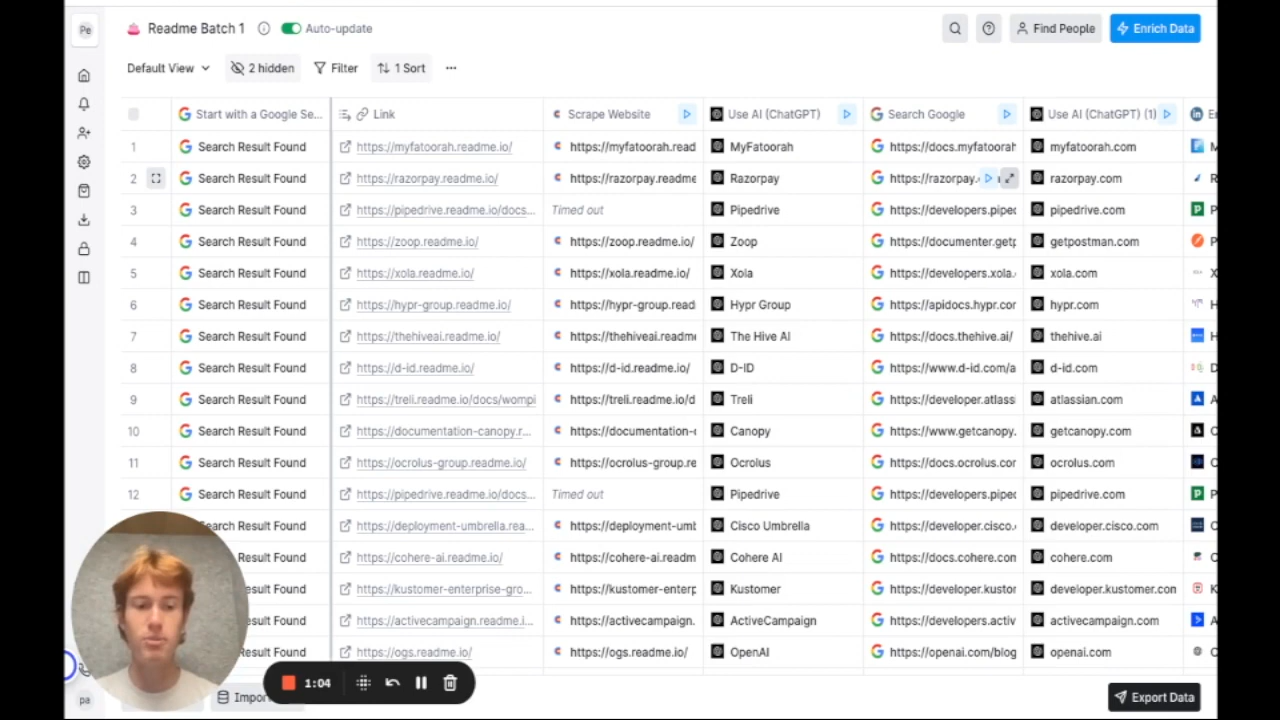 Pe Readme Batch 1 Auto-update Find People Enrich Data
Default View 2 hidden Filter 1 Sort
Start with a Google Se... Link Scrape Website Use AI (ChatGPT) Search Google Use AI (ChatGPT) (1)
1 Search Result Found https://myfatoorah.readme.io/ https://myfatoorah.read MyFatoorah https://docs.myfatoorah myfatoorah.com
2 Search Result Found https://razorpay.readme.io/ https://razorpay.readme Razorpay https://razorpay. razorpay.com
3 Search Result Found https://pipedrive.readme.io/docs... Timed out Pipedrive https://developers.piped pipedrive.com
4 Search Result Found https://zoop.readme.io/ https://zoop.readme.io/ Zoop https://documenter.getp getpostman.com
5 Search Result Found https://xola.readme.io/ https://xola.readme.io/ Xola https://developers.xola. xola.com
6 Search Result Found https://hypr-group.readme.io/ https://hypr-group.read Hypr Group https://apidocs.hypr.cor hypr.com
7 Search Result Found https://thehiveai.readme.io/ https://thehiveai.readme The Hive AI https://docs.thehive.ai/ thehive.ai
8 Search Result Found https://d-id.readme.io/ https://d-id.readme.io/ D-ID https://www.d-id.com/a d-id.com
9 Search Result Found https://treli.readme.io/docs/wompi https://treli.readme.io/d Treli https://developer.atlass atlassian.com
10 Search Result Found https://documentation-canopy.r... https://documentation- Canopy https://www.getcanopy. getcanopy.com
11 Search Result Found https://ocrolus-group.readme.io/ https://ocrolus-group.re Ocrolus https://docs.ocrolus.cor ocrolus.com
12 Search Result Found https://pipedrive.readme.io/docs... Timed out Pipedrive https://developers.piped pipedrive.com
earch Result Found https://deployment-umbrella.rea... https://deployment-umb Cisco Umbrella https://developer.cisco. developer.cisco.com
esult Found https://cohere-ai.readme.io/ https://cohere-ai.readm Cohere AI https://docs.cohere.com cohere.com
esult Found https://kustomer-enterprise-gro... https://kustomer-enterp Kustomer https://developer.kustor developer.kustomer.com
esult Found https://activecampaign.readme.i... https://activecampaign. ActiveCampaign https://developers.activ activecampaign.com
Result Found https://ogs.readme.io/ https://ogs.readme.io/ OpenAI https://openai.com/blog openai.com
1:04
pa Impor Export Data